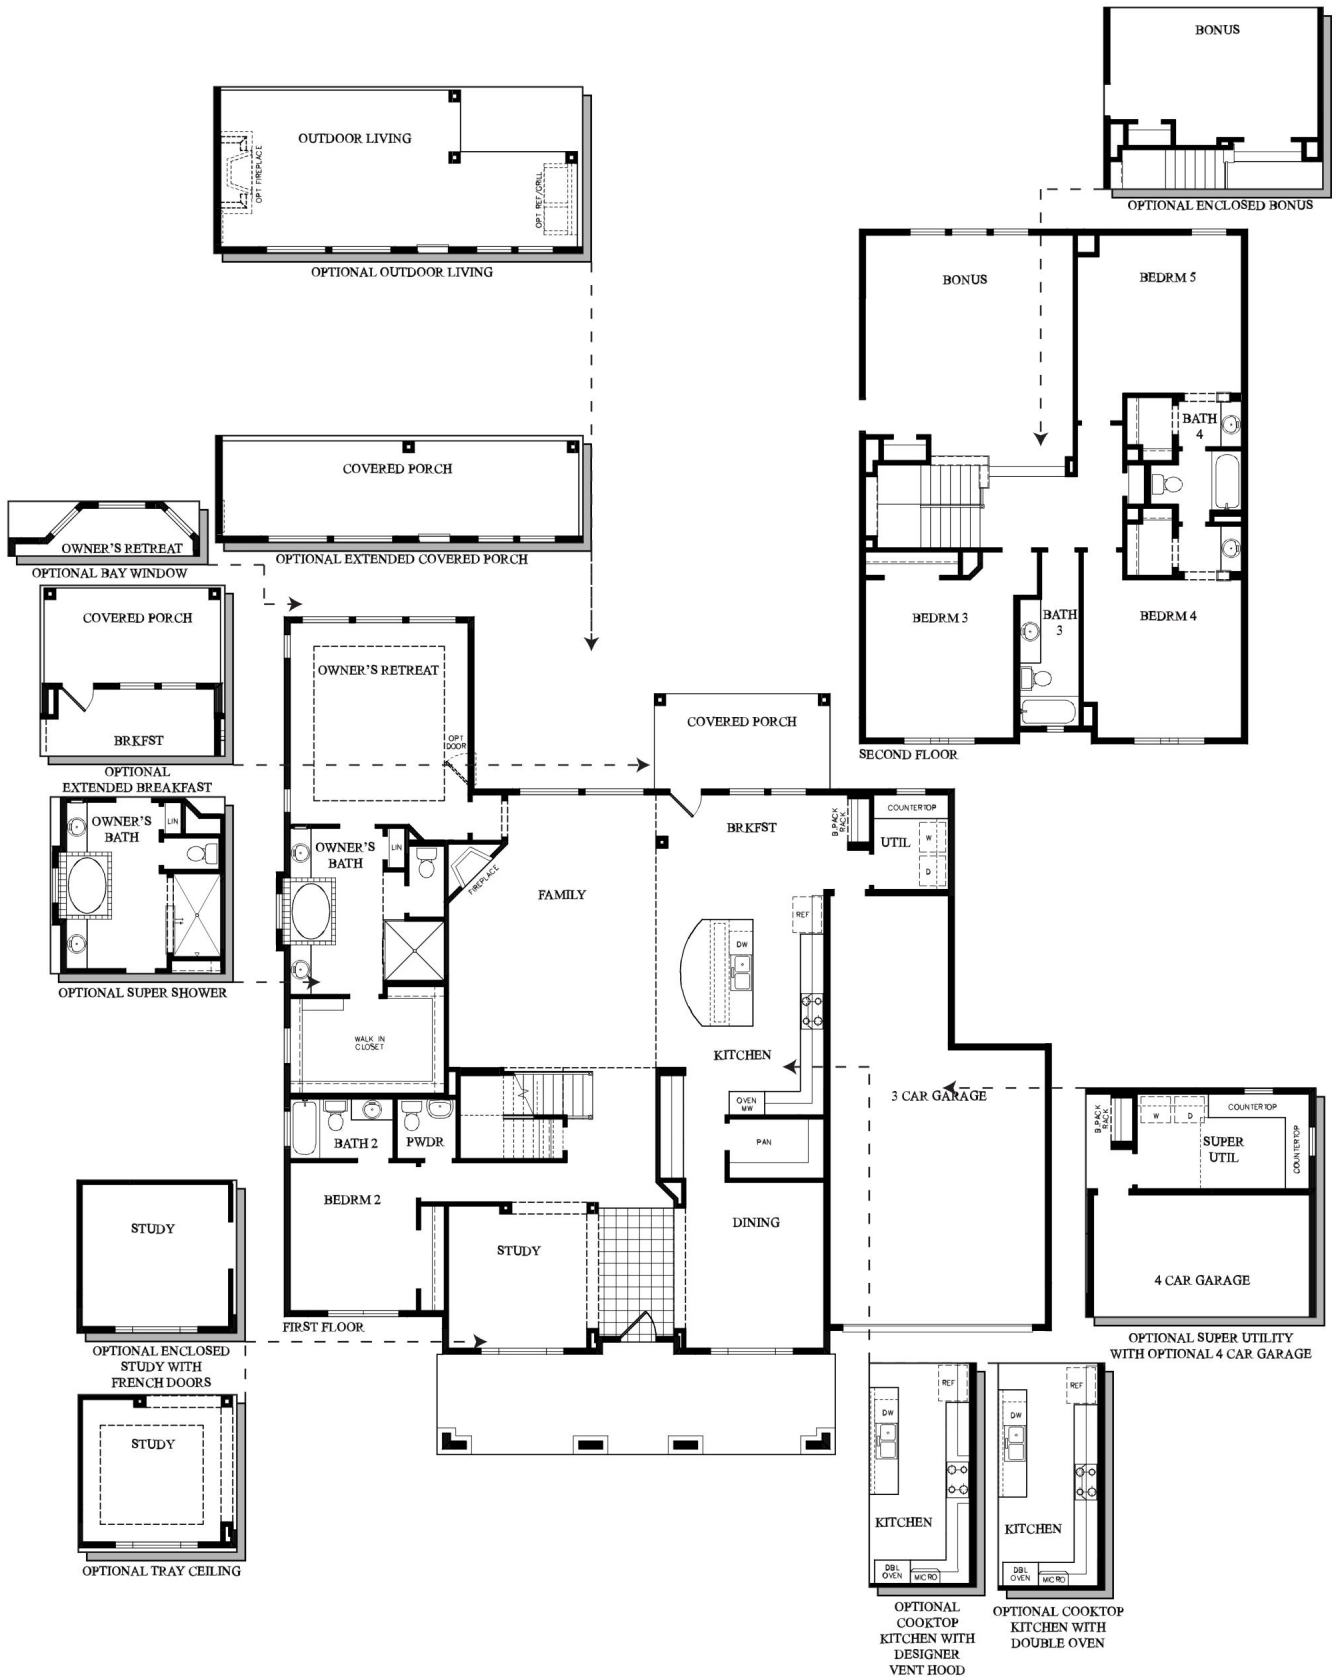 BONUS
OPTIONAL ENCLOSED BONUS
OUTDOOR LIVING
OPT FIREPLACE
OPT REF/GRILL
OPTIONAL OUTDOOR LIVING
BONUS
BEDRM 5
BATH
4
BEDRM 3
BATH
3
BEDRM 4
SECOND FLOOR
COVERED PORCH
OPTIONAL EXTENDED COVERED PORCH
OWNER'S RETREAT
OPTIONAL BAY WINDOW
COVERED PORCH
BRKFST
OPTIONAL
EXTENDED BREAKFAST
OWNER'S
BATH
LIN
OPTIONAL SUPER SHOWER
OWNER'S RETREAT
OPT
DOOR
COVERED PORCH
BRKFST
B.PACK
RACK
COUNTERTOP
UTIL
W
D
OWNER'S
BATH
LIN
FIREPLACE
FAMILY
REF
DW
KITCHEN
OVEN
MW
WALK IN
CLOSET
3 CAR GARAGE
BATH 2
PWDR
PAN
BEDRM 2
STUDY
DINING
FIRST FLOOR
B.PACK
RACK
W
D
COUNTERTOP
COUNTERTOP
SUPER
UTIL
4 CAR GARAGE
OPTIONAL SUPER UTILITY
WITH OPTIONAL 4 CAR GARAGE
STUDY
OPTIONAL ENCLOSED
STUDY WITH
FRENCH DOORS
STUDY
OPTIONAL TRAY CEILING
REF
DW
KITCHEN
DBL
OVEN
MICRO
OPTIONAL
COOKTOP
KITCHEN WITH
DESIGNER
VENT HOOD
REF
DW
KITCHEN
DBL
OVEN
MICRO
OPTIONAL COOKTOP
KITCHEN WITH
DOUBLE OVEN